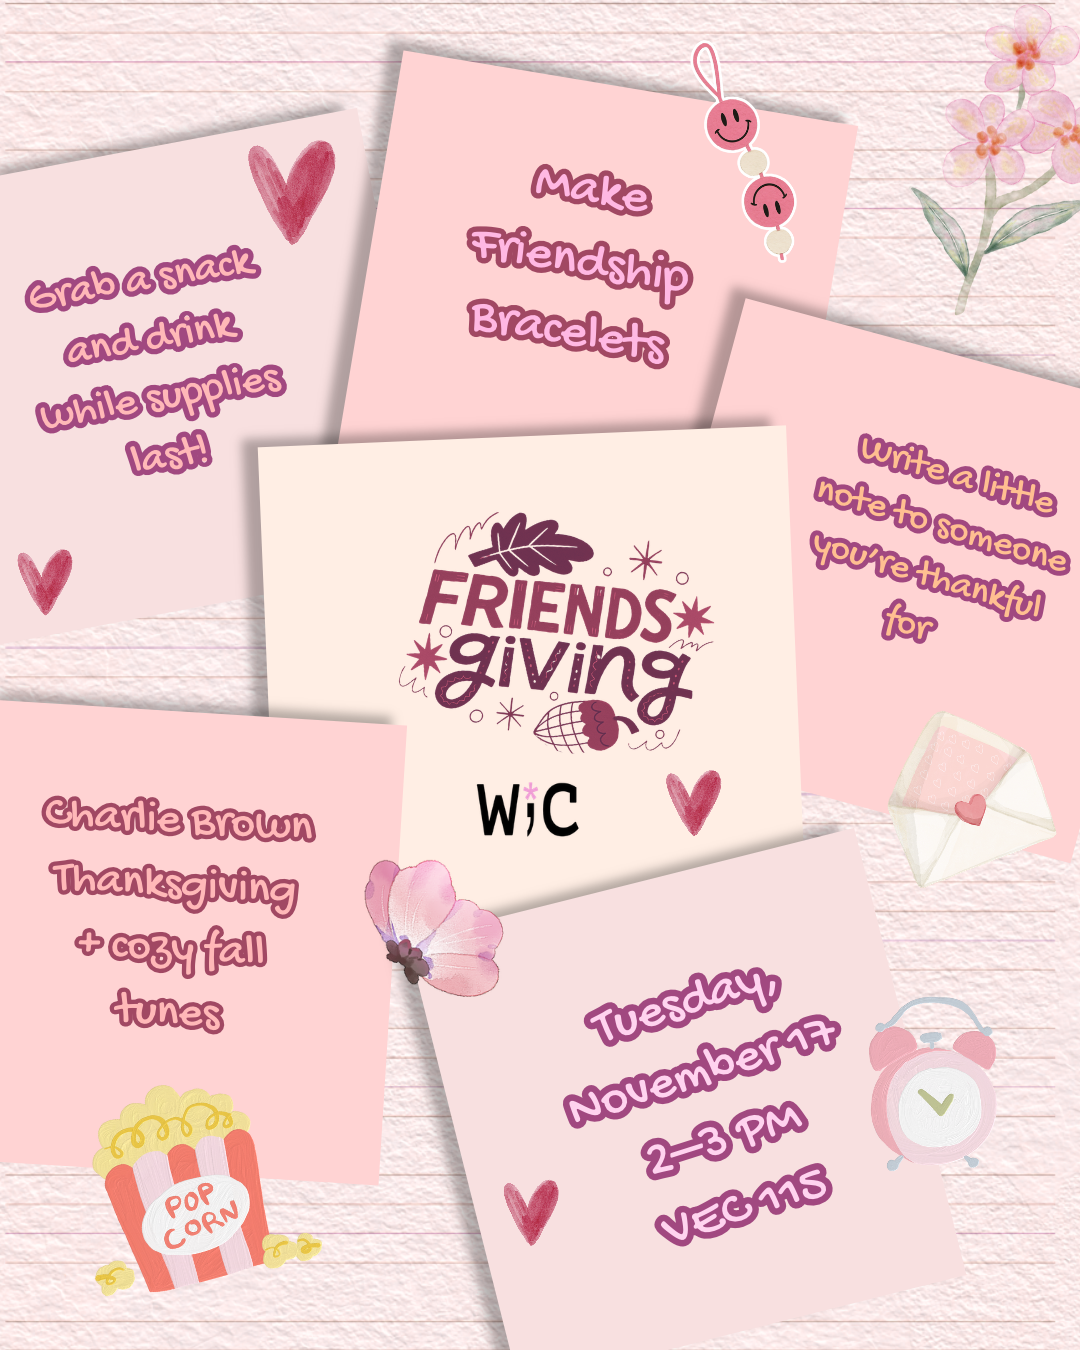 Make
Friendship
Bracelets
Grab a snack
and drink
while supplies
last!
Write a little
note to someone
you're thankful
for
FRIENDS
giving
W;C
Charlie Brown
Thanksgiving
+ cozy fall
tunes
Tuesday,
November 17
2–3 PM
VEC 115
POP
CORN